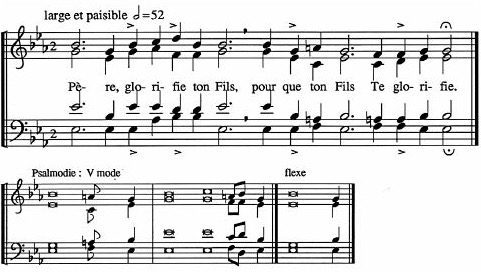 large et paisible 𝅗𝅥=52
Pè- re, glo- ri- fie ton Fils, pour que ton Fils Te glo- ri- fie.
Psalmodie : V mode flexe